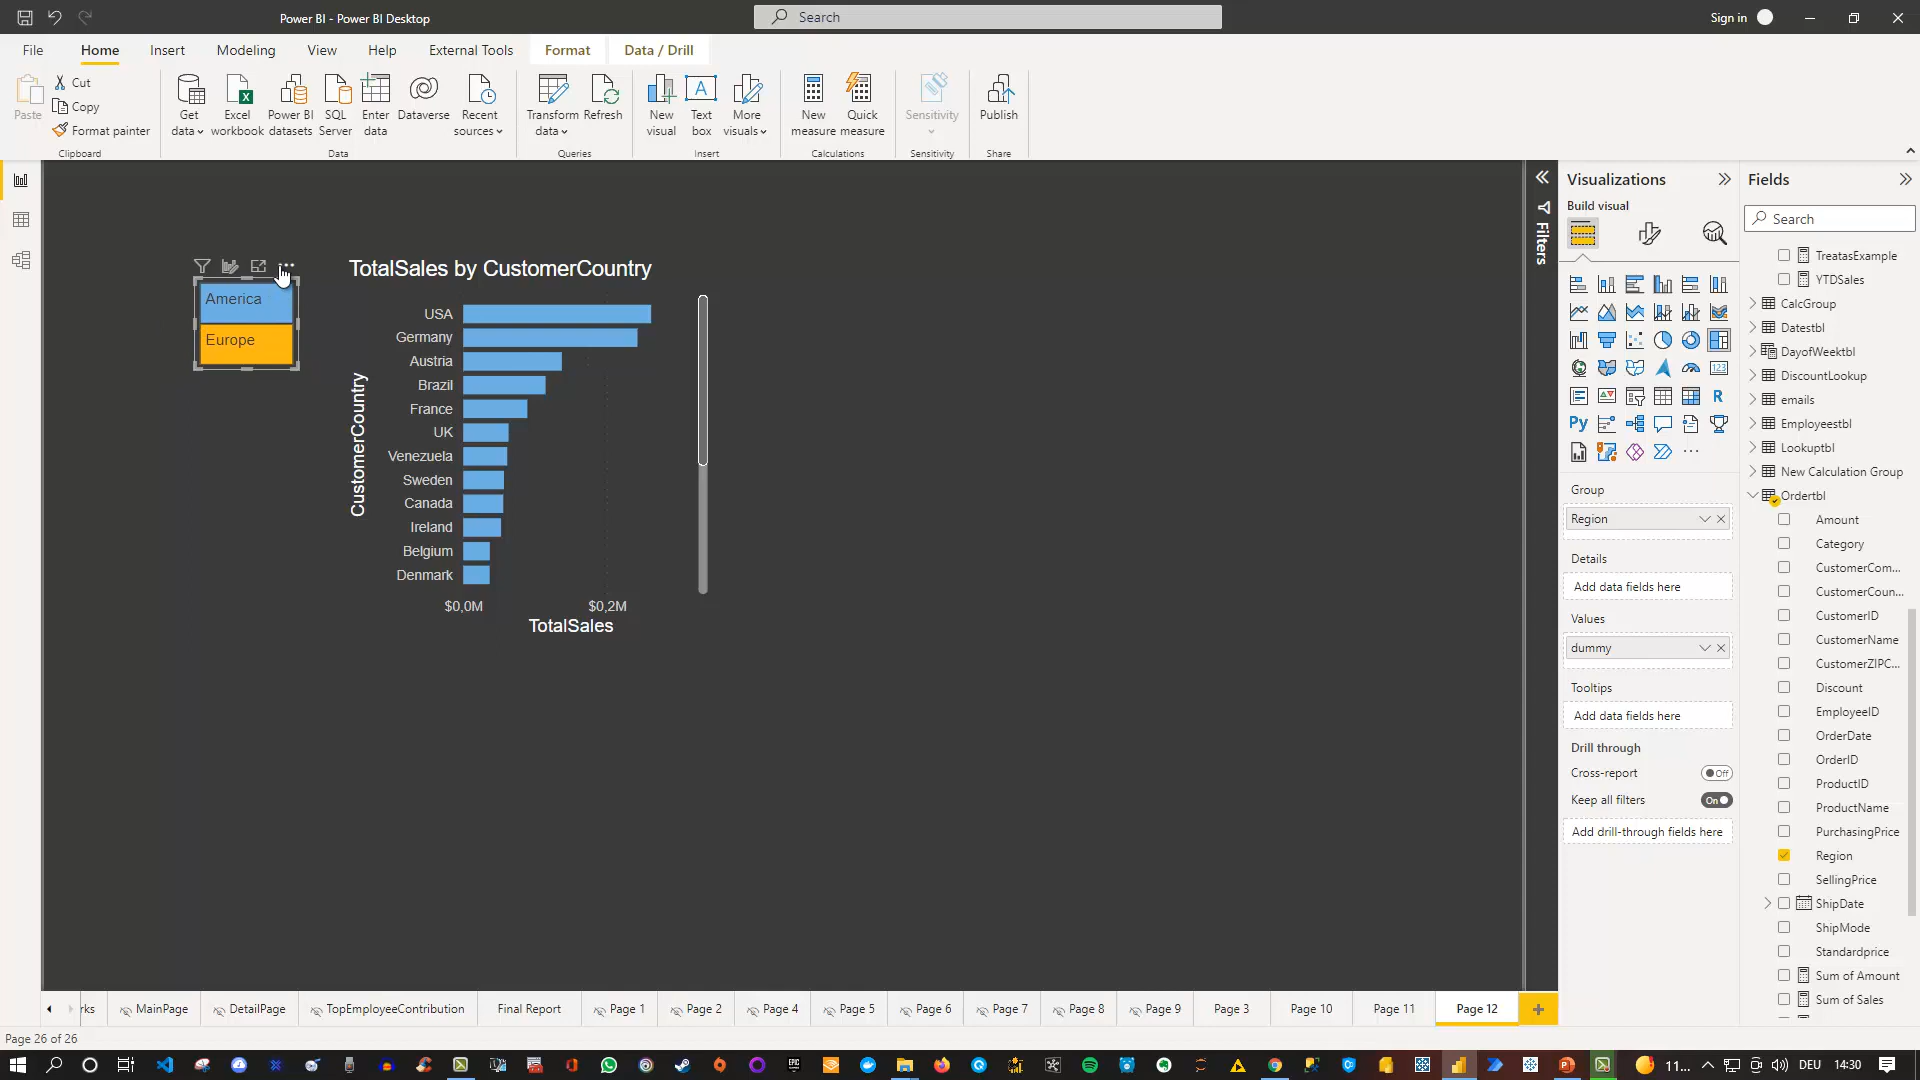 Power BI - Power BI Desktop
Search
Sign in
File
Home
Insert
Modeling
View
Help
External Tools
Format
Data / Drill
Paste
Cut
Copy
Format painter
Clipboard
Get data
Excel workbook
Power BI datasets
SQL Server
Enter data
Dataverse
Recent sources
Data
Transform data
Refresh
Queries
New visual
Text box
More visuals
Insert
New measure
Quick measure
Calculations
Sensitivity
Sensitivity
Publish
Share
America
Europe
TotalSales by CustomerCountry
CustomerCountry
USA
Germany
Austria
Brazil
France
UK
Venezuela
Sweden
Canada
Ireland
Belgium
Denmark
$0,0M
$0,2M
TotalSales
Filters
Visualizations
Build visual
123
R
Py
Group
Region
Details
Add data fields here
Values
dummy
Tooltips
Add data fields here
Drill through
Cross-report
Off
Keep all filters
On
Add drill-through fields here
Fields
Search
TreatasExample
YTDSales
CalcGroup
Datestbl
DayofWeektbl
DiscountLookup
emails
Employeestbl
Lookuptbl
New Calculation Group
Ordertbl
Amount
Category
CustomerCom...
CustomerCoun...
CustomerID
CustomerName
CustomerZIPC...
Discount
EmployeeID
OrderDate
OrderID
ProductID
ProductName
PurchasingPrice
Region
SellingPrice
ShipDate
ShipMode
Standardprice
Sum of Amount
Sum of Sales
rks
MainPage
DetailPage
TopEmployeeContribution
Final Report
Page 1
Page 2
Page 4
Page 5
Page 6
Page 7
Page 8
Page 9
Page 3
Page 10
Page 11
Page 12
Page 26 of 26
11...
DEU
14:30